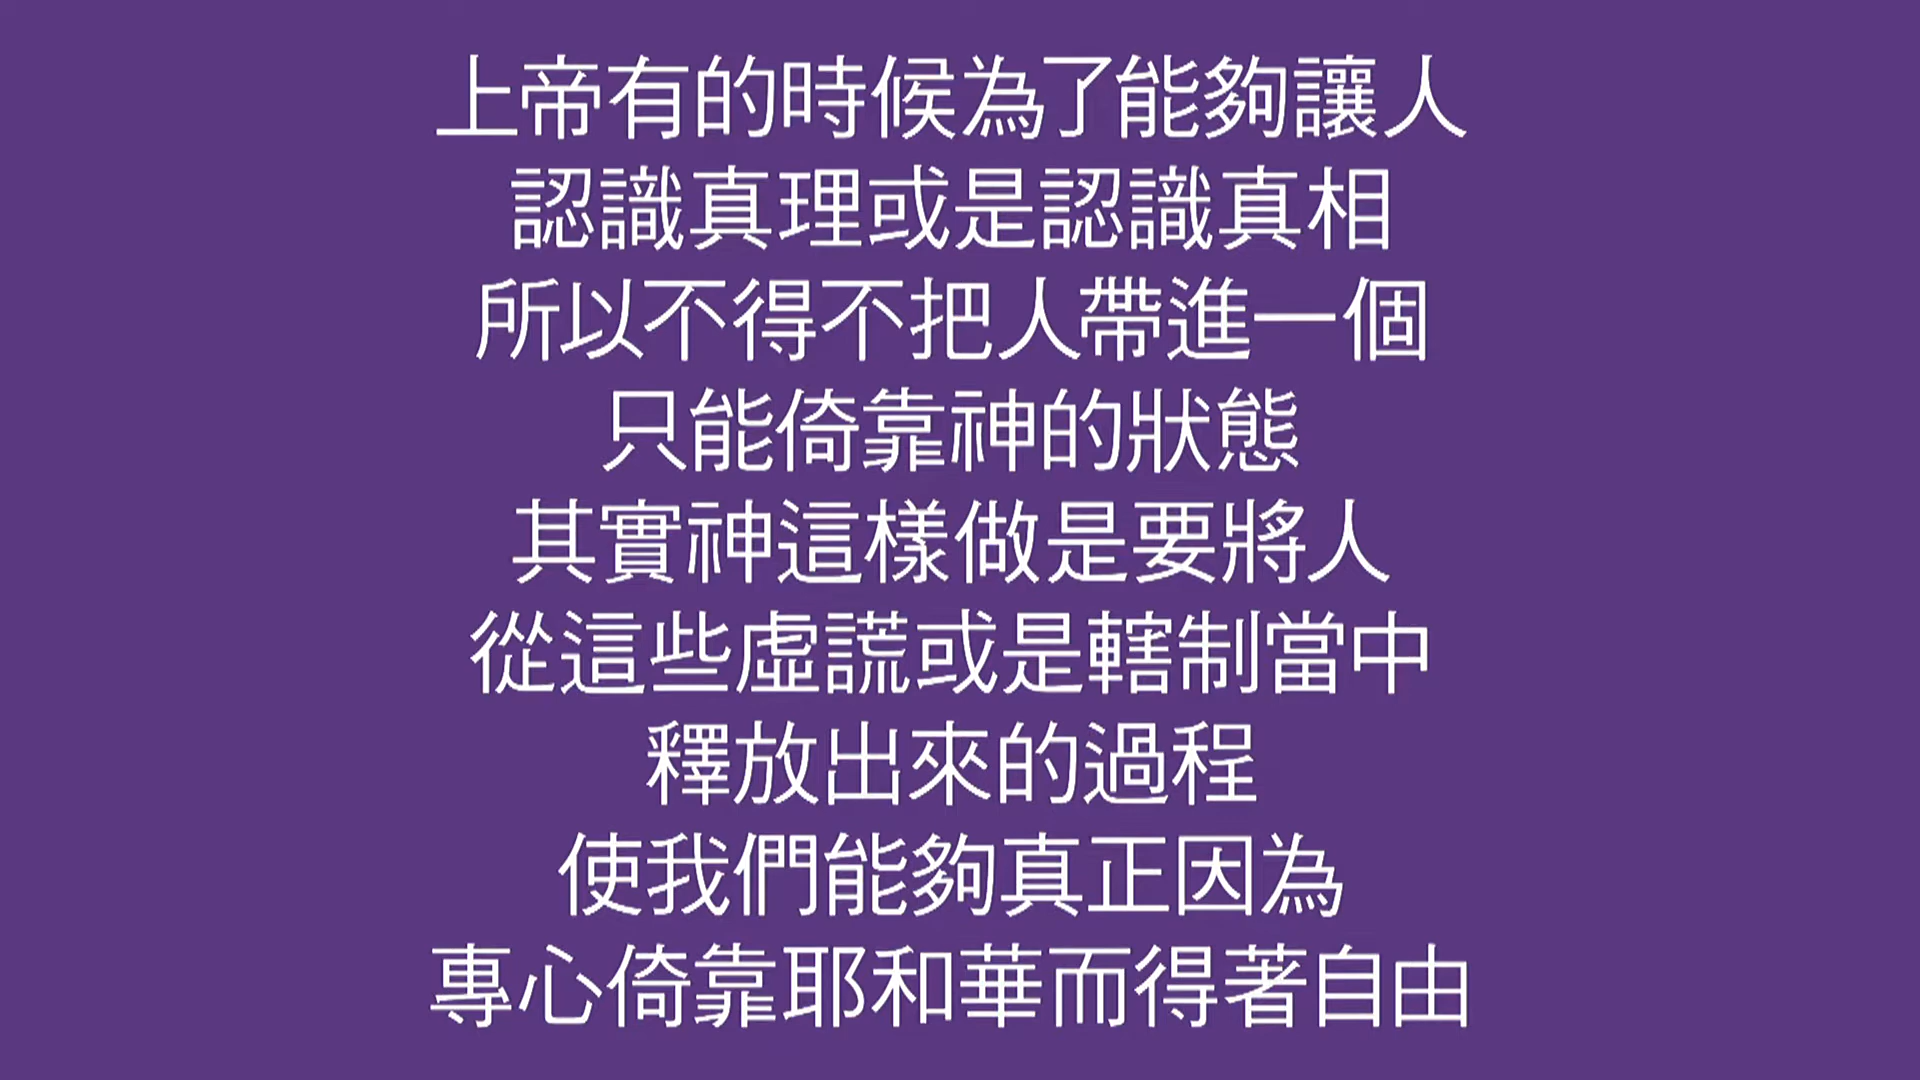 上帝有的時候為了能夠讓人
認識真理或是認識真相
所以不得不把人帶進一個
只能倚靠神的狀態
其實神這樣做是要將人
從這些虛謊或是轄制當中
釋放出來的過程
使我們能夠真正因為
專心倚靠耶和華而得著自由